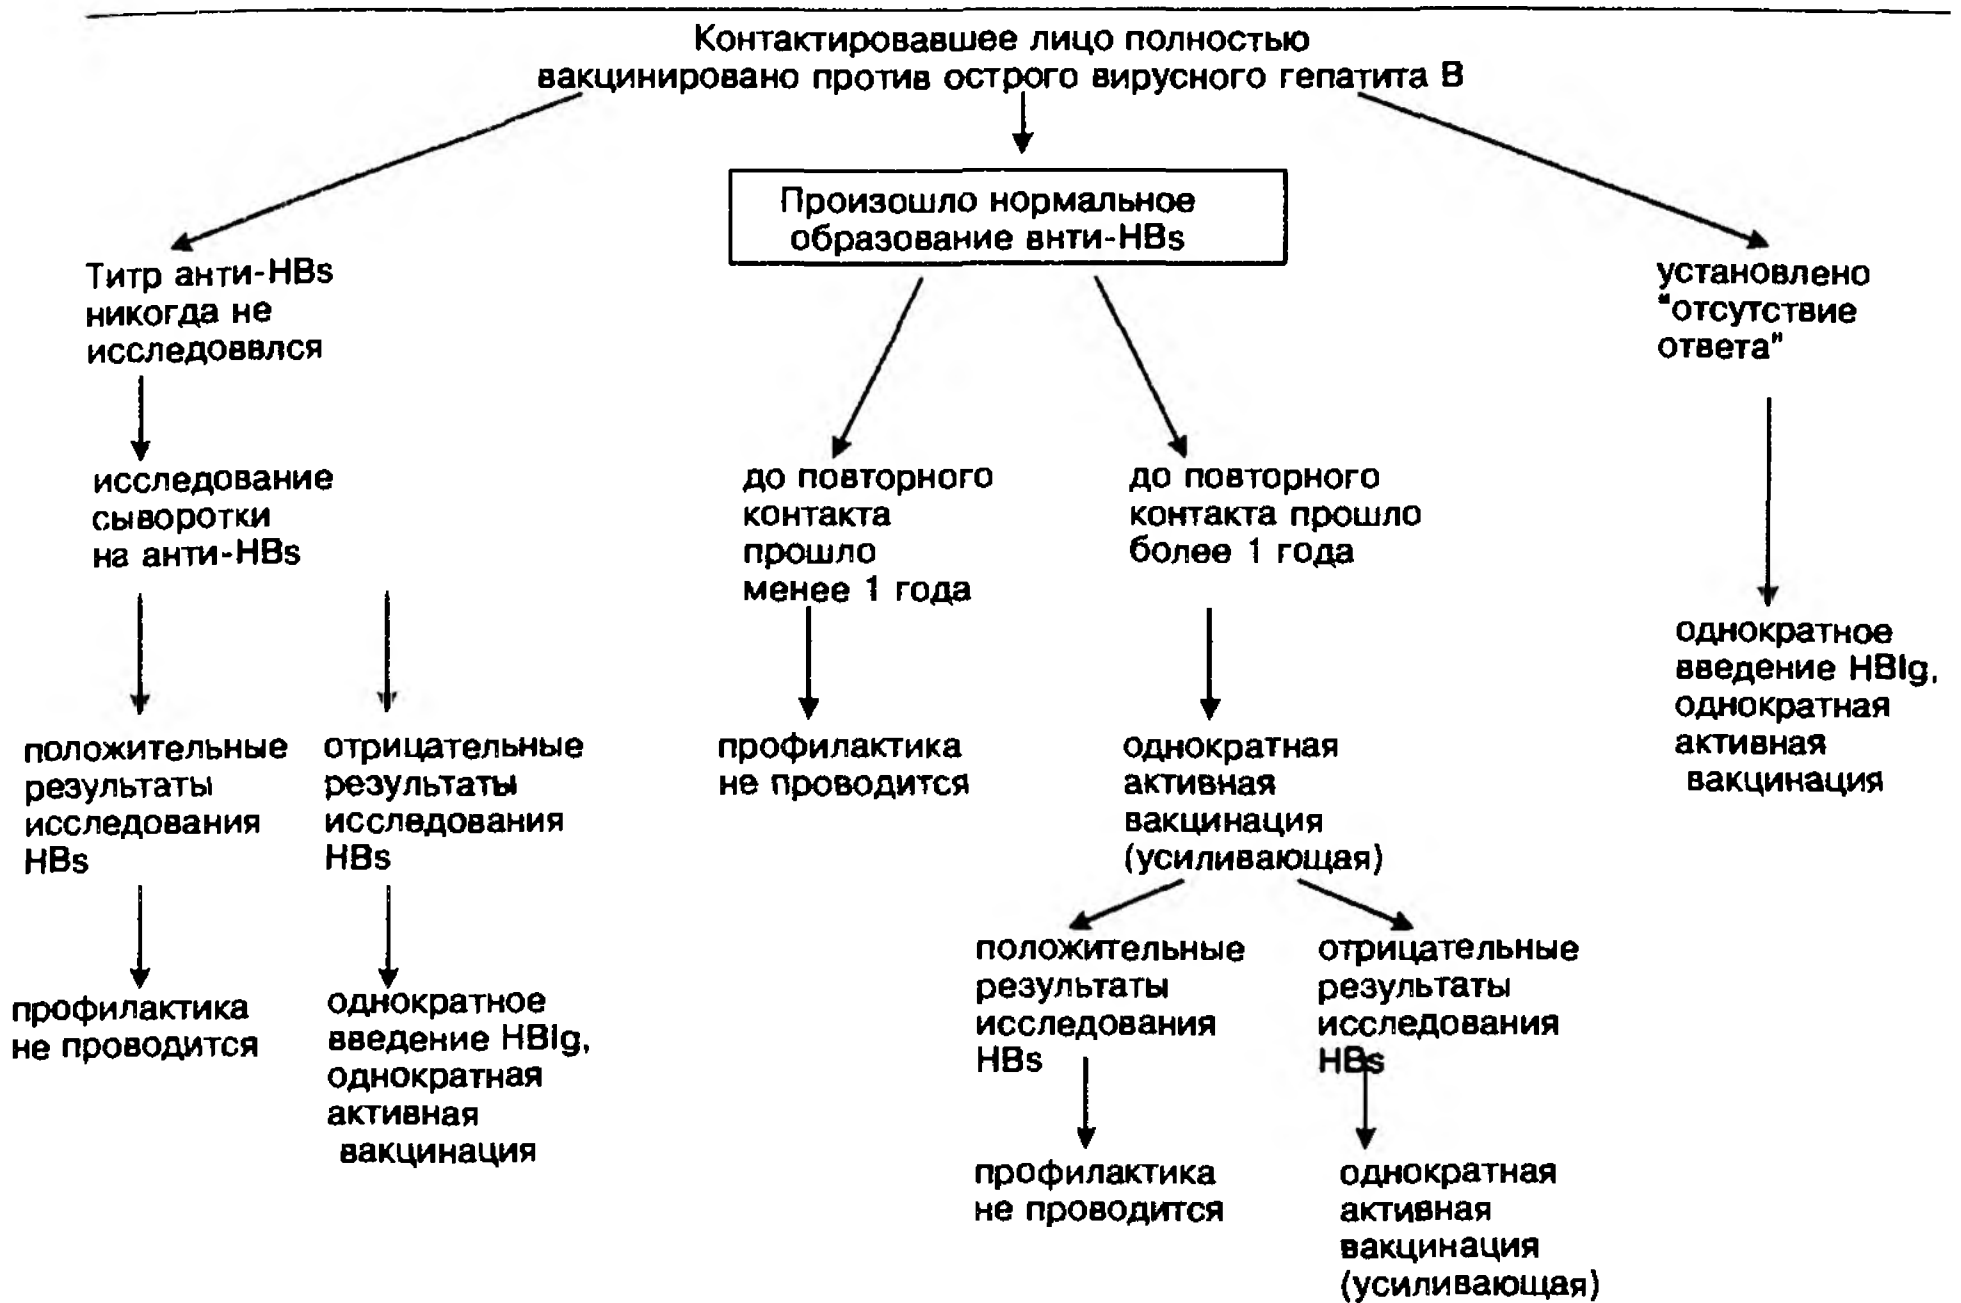 Контактировавшее лицо полностью
вакцинировано против острого вирусного гепатита В
Произошло нормальное
образование внти-HBs
Титр анти-HBs
никогда не
исследоввлся
установлено
"отсутствие
ответа"
исследование
сыворотки
на анти-HBs
до повторного
контакта
прошло
менее 1 года
до повторного
контакта прошло
более 1 года
однократное
введение HBIg,
однократная
активная
вакцинация
положительные
результаты
исследования
HBs
отрицательные
результаты
исследования
HBs
профилактика
не проводится
однократная
активная
вакцинация
(усиливающая)
положительные
результаты
исследования
HBs
отрицательные
результаты
исследования
HBs
профилактика
не проводится
однократное
введение HBIg,
однократная
активная
вакцинация
профилактика
не проводится
однократная
активная
вакцинация
(усиливающая)